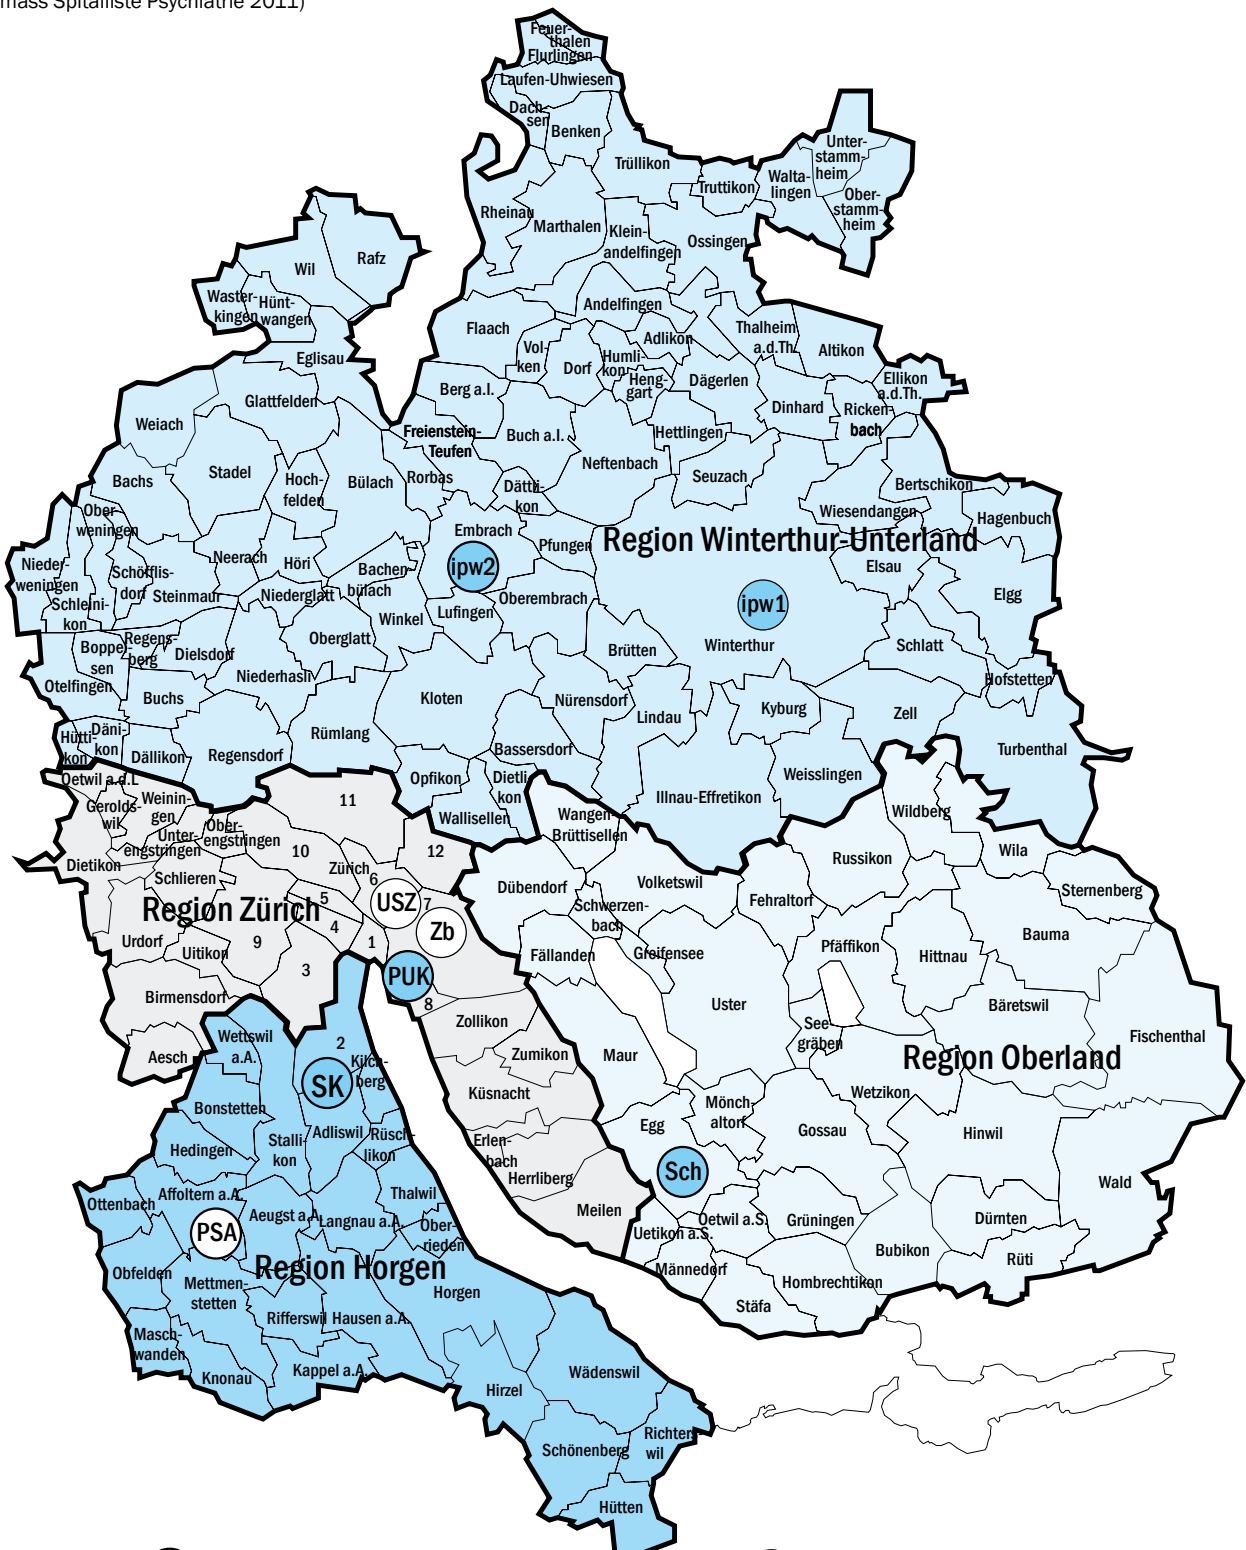 mäss Spitalliste Psychiatrie 2011)
Feuer-
thalen
Flurlingen
Laufen-Uhwiesen
Dach-
sen
Benken
Trüllikon
Truttikon
Unter-
stamm-
heim
Walta-
lingen
Ober-
stamm-
heim
Rheinau
Marthalen
Klein-
andelfingen
Ossingen
Rafz
Wil
Waster-
kingen
Hünt-
wangen
Andelfingen
Flaach
Adlikon
Thalheim
a.d.Th.
Altikon
Eglisau
Vol-
ken
Dorf
Humli-
kon
Heng-
gart
Dägerlen
Ellikon
a.d.Th.
Berg a.I.
Glattfelden
Dinhard
Ricken-
bach
Weiach
Freienstein-
Teufen
Buch a.I.
Hettlingen
Neftenbach
Seuzach
Stadel
Hoch-
felden
Bülach
Rorbas
Bachs
Dättli-
kon
Bertschikon
Wiesendangen
Hagenbuch
Ober-
weningen
Embrach
Pfungen
Region Winterthur-Unterland
ipw2
Elsau
Nieder-
weningen
Schöfflis-
dorf
Neerach
Höri
Bachen-
bülach
Steinmaur
Niederglatt
Oberembrach
Elgg
ipw1
Schleini-
kon
Winkel
Lufingen
Regens-
berg
Oberglatt
Winterthur
Schlatt
Boppel-
sen
Dielsdorf
Brütten
Otelfingen
Niederhasli
Hofstetten
Buchs
Kloten
Nürensdorf
Lindau
Kyburg
Zell
Hütti-
kon
Däni-
kon
Rümlang
Dällikon
Regensdorf
Bassersdorf
Turbenthal
Opfikon
Dietli-
kon
Weisslingen
Oetwil a.d.L
Illnau-Effretikon
Gerolds-
wil
Weinin-
gen
11
Wallisellen
Wangen-
Brüttisellen
Wildberg
Unter-
engstringen
Ober-
engstringen
10
12
Wila
Dietikon
Zürich
Russikon
Schlieren
6
Dübendorf
Volketswil
Sternenberg
Region Zürich
5
USZ
7
Schwerzen-
bach
Fehraltorf
4
Zb
Bauma
Urdorf
Uitikon
9
1
Pfäffikon
Hittnau
Fällanden
Greifensee
3
PUK
Birmensdorf
8
Uster
Bäretswil
Zollikon
See-
gräben
Fischenthal
Wettswil
a.A.
2
Aesch
Zumikon
Maur
Region Oberland
Kilch-
berg
SK
Küsnacht
Wetzikon
Bonstetten
Mönch-
altorf
Egg
Gossau
Hinwil
Stalli-
kon
Adliswil
Rüsch-
likon
Hedingen
Erlen-
bach
Sch
Herrliberg
Wald
Ottenbach
Affoltern a.A.
Thalwil
Aeugst a.A.
Langnau a.A.
Ober-
rieden
Meilen
Oetwil a.S.
Grüningen
Dürnten
PSA
Uetikon a.S.
Bubikon
Rüti
Region Horgen
Männedorf
Obfelden
Hombrechtikon
Mettmen-
stetten
Horgen
Stäfa
Rifferswil
Hausen a.A.
Masch-
wanden
Kappel a.A.
Knonau
Wädenswil
Hirzel
Richters-
wil
Schönenberg
Hütten